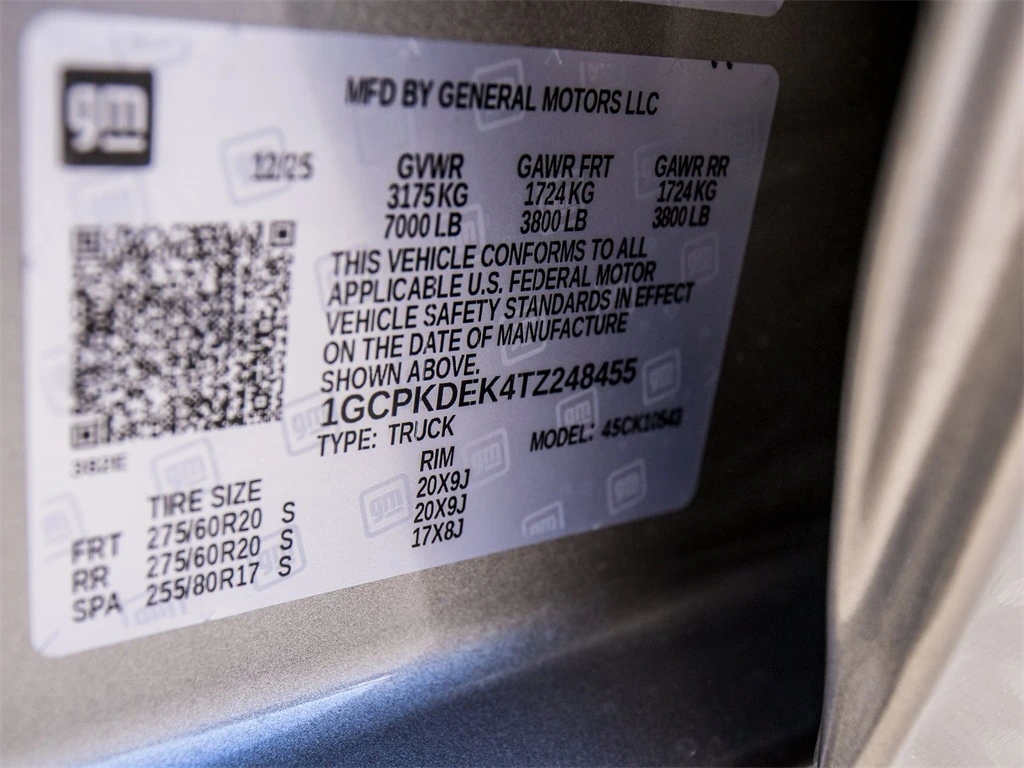 gm
MFD BY GENERAL MOTORS LLC
12/25 GVWR GAWR FRT GAWR RR
3175 KG 1724 KG 1724 KG
7000 LB 3800 LB 3800 LB
THIS VEHICLE CONFORMS TO ALL
APPLICABLE U.S. FEDERAL MOTOR
VEHICLE SAFETY STANDARDS IN EFFECT
ON THE DATE OF MANUFACTURE
SHOWN ABOVE.
1GCPKDEK4TZ248455
TYPE: TRUCK MODEL: 4SCK10543
TIRE SIZE RIM
FRT 275/60R20 S 20X9J
RR 275/60R20 S 20X9J
SPA 255/80R17 S 17X8J